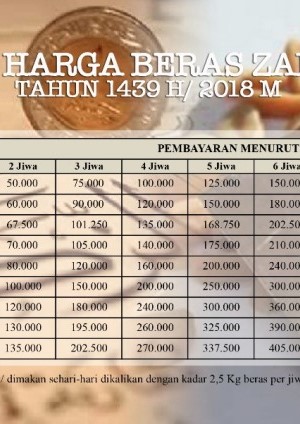 HARGA BERAS ZA
TAHUN 1439 H/ 2018 M
PEMBAYARAN MENURUT
2 Jiwa 3 Jiwa 4 Jiwa 5 Jiwa 6 Jiwa
50.000 75.000 100.000 125.000 150.00
60.000 90.000 120.000 150.000 180.00
67.500 101.250 135.000 168.750 202.50
70.000 105.000 140.000 175.000 210.00
80.000 120.000 160.000 200.000 240.00
100.000 150.000 200.000 250.000 300.00
120.000 180.000 240.000 300.000 360.00
130.000 195.000 260.000 325.000 390.00
135.000 202.500 270.000 337.500 405.00
/ dimakan sehari-hari dikalikan dengan kadar 2,5 Kg beras per jiw